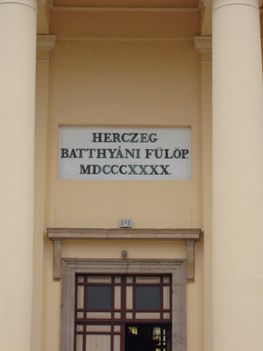 HERCZEG
BATTHYÁNI FÜLÖP
MDCCCXXXX.